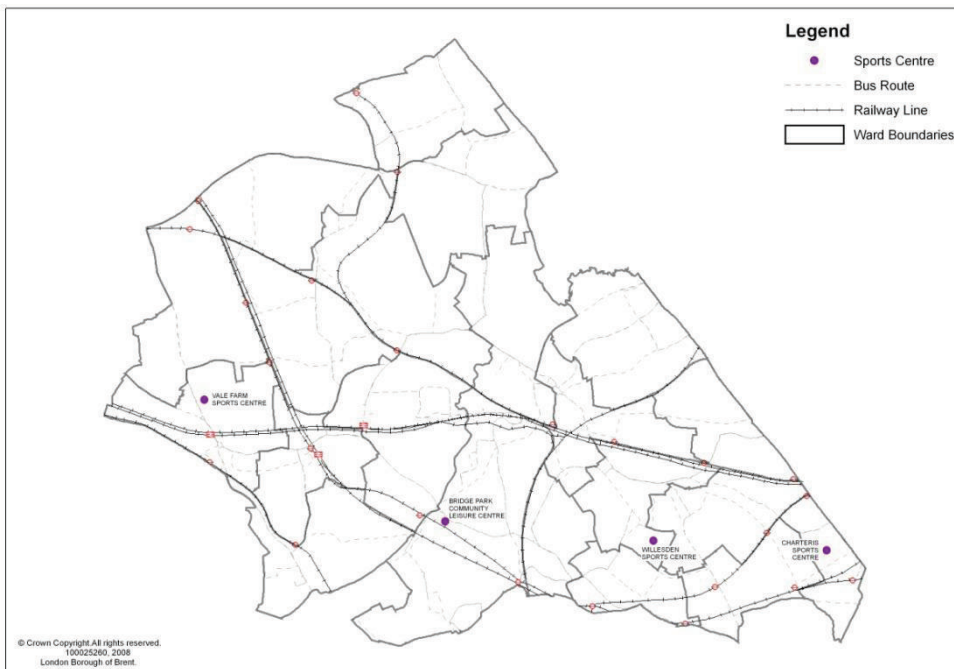 Legend
Sports Centre
Bus Route
Railway Line
Ward Boundaries
VALE FARM
SPORTS CENTRE
BRIDGE PARK
COMMUNITY
LEISURE CENTRE
WILLESDEN
SPORTS CENTRE
CHARTERIS
SPORTS
CENTRE
© Crown Copyright.All rights reserved.
100025260, 2008
London Borough of Brent.